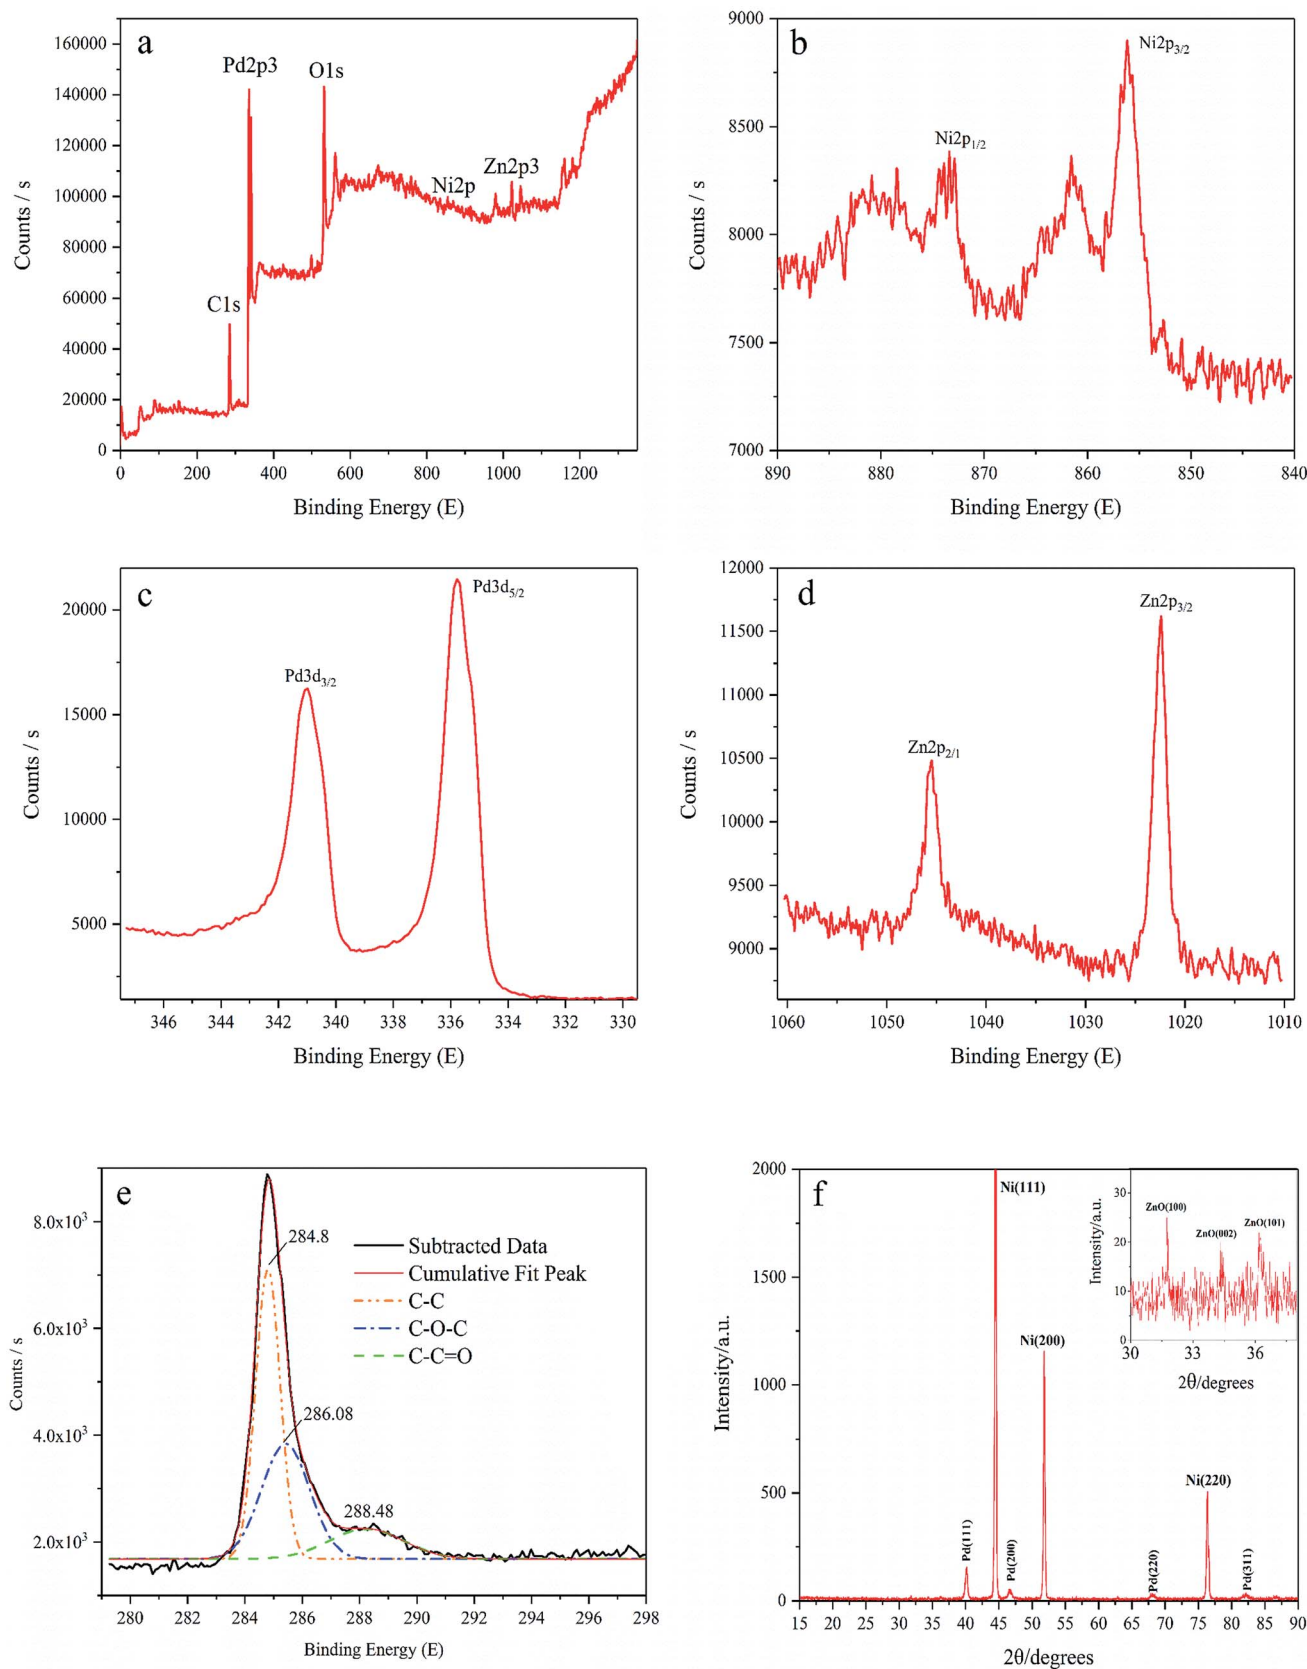 a
160000
140000
120000
100000
80000
60000
40000
20000
0
Counts / s
Pd2p3
O1s
C1s
Ni2p
Zn2p3
0 200 400 600 800 1000 1200
Binding Energy (E)
b
9000
8500
8000
7500
7000
Counts / s
Ni2p3/2
Ni2p1/2
890 880 870 860 850 840
Binding Energy (E)
c
20000
15000
10000
5000
Counts / s
Pd3d5/2
Pd3d3/2
346 344 342 340 338 336 334 332 330
Binding Energy (E)
d
12000
11500
11000
10500
10000
9500
9000
Counts / s
Zn2p3/2
Zn2p2/1
1060 1050 1040 1030 1020 1010
Binding Energy (E)
e
8.0x10³
6.0x10³
4.0x10³
2.0x10³
Counts / s
284.8
286.08
288.48
Subtracted Data
Cumulative Fit Peak
C-C
C-O-C
C-C=O
280 282 284 286 288 290 292 294 296 298
Binding Energy (E)
f
2000
1500
1000
500
0
Intensity/a.u.
Ni(111)
Ni(200)
Ni(220)
Pd(111)
Pd(200)
Pd(220)
Pd(311)
15 20 25 30 35 40 45 50 55 60 65 70 75 80 85 90
2θ/degrees
30
20
10
0
Intensity/a.u.
ZnO(100)
ZnO(002)
ZnO(101)
30 33 36
2θ/degrees